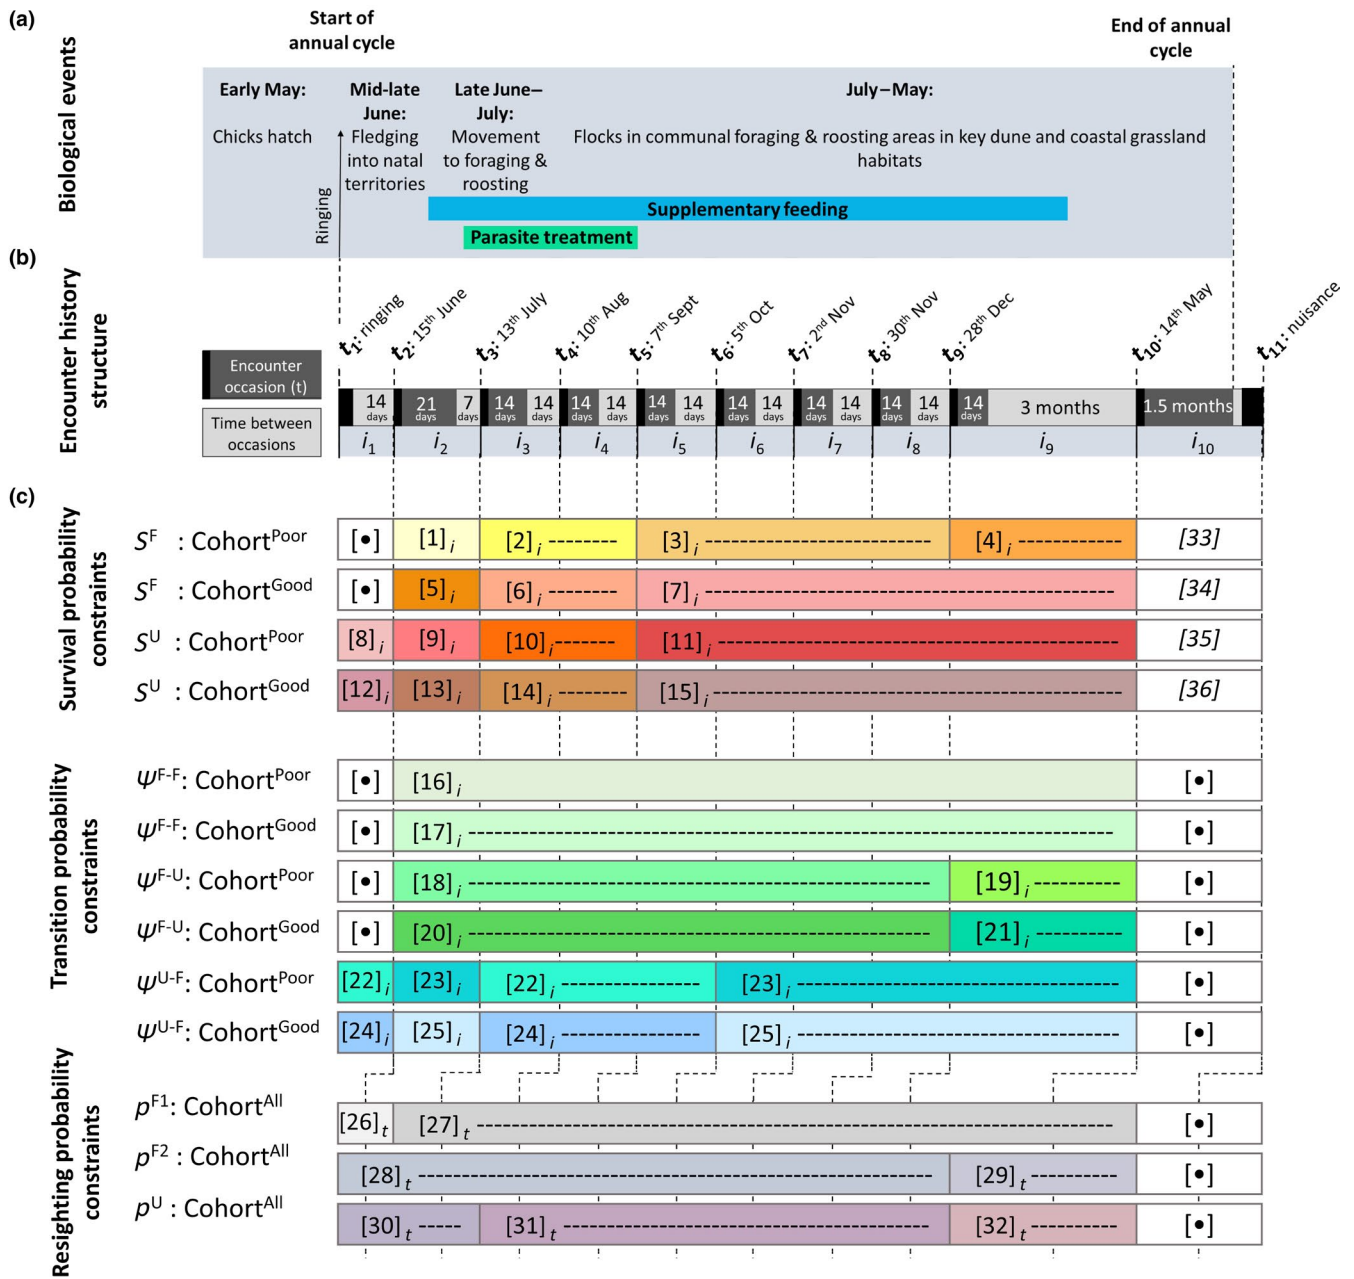 (a)
Biological events
Start of
annual cycle
End of annual
cycle
Early May:
Chicks hatch
Ringing
Mid-late
June:
Fledging
into natal
territories
Late June–
July:
Movement
to foraging &
roosting
July–May:
Flocks in communal foraging & roosting areas in key dune and coastal grassland
habitats
Supplementary feeding
Parasite treatment
(b)
Encounter history
structure
t1: ringing
t2: 15th June
t3: 13th July
t4: 10th Aug
t5: 7th Sept
t6: 5th Oct
t7: 2nd Nov
t8: 30th Nov
t9: 28th Dec
t10: 14th May
t11: nuisance
Encounter
occasion (t)
Time between
occasions
14 days 21 days 7 days 14 days 14 days 14 days 14 days 14 days 14 days 14 days 14 days 14 days 14 days 14 days 14 days 14 days 3 months 1.5 months
i1 i2 i3 i4 i5 i6 i7 i8 i9 i10
(c)
Survival probability
constraints
SF : CohortPoor [•] [1]i [2]i -------- [3]i ---------------------- [4]i ----------- [33]
SF : CohortGood [•] [5]i [6]i -------- [7]i ----------------------------------- [34]
SU : CohortPoor [8]i [9]i [10]i ------- [11]i ---------------------------------- [35]
SU : CohortGood [12]i [13]i [14]i -------- [15]i ----------------------------------- [36]
Transition probability
constraints
ΨF-F: CohortPoor [•] [16]i [•]
ΨF-F: CohortGood [•] [17]i ------------------------------------------------------- [•]
ΨF-U: CohortPoor [•] [18]i --------------------------------------- [19]i -------- [•]
ΨF-U: CohortGood [•] [20]i --------------------------------------- [21]i -------- [•]
ΨU-F: CohortPoor [22]i [23]i [22]i ------------ [23]i --------------------------- [•]
ΨU-F: CohortGood [24]i [25]i [24]i ------------ [25]i --------------------------- [•]
Resighting probability
constraints
pF1: CohortAll [26]t [27]t ------------------------------------------------------ [•]
pF2 : CohortAll [28]t -------------------------------------------- [29]t -------- [•]
pU : CohortAll [30]t ----- [31]t ------------------------------- [32]t -------- [•]